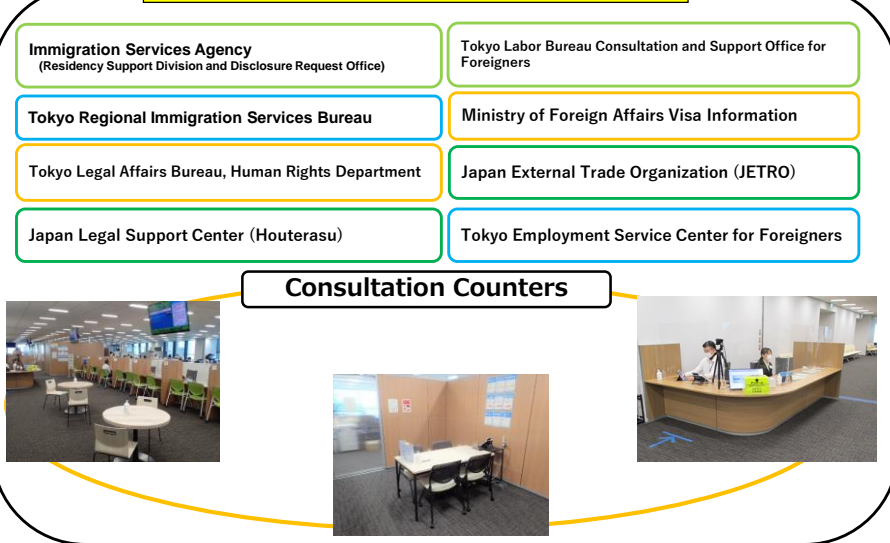 Immigration Services Agency
(Residency Support Division and Disclosure Request Office)
Tokyo Labor Bureau Consultation and Support Office for
Foreigners
Tokyo Regional Immigration Services Bureau
Ministry of Foreign Affairs Visa Information
Tokyo Legal Affairs Bureau, Human Rights Department
Japan External Trade Organization (JETRO)
Japan Legal Support Center (Houterasu)
Tokyo Employment Service Center for Foreigners
Consultation Counters